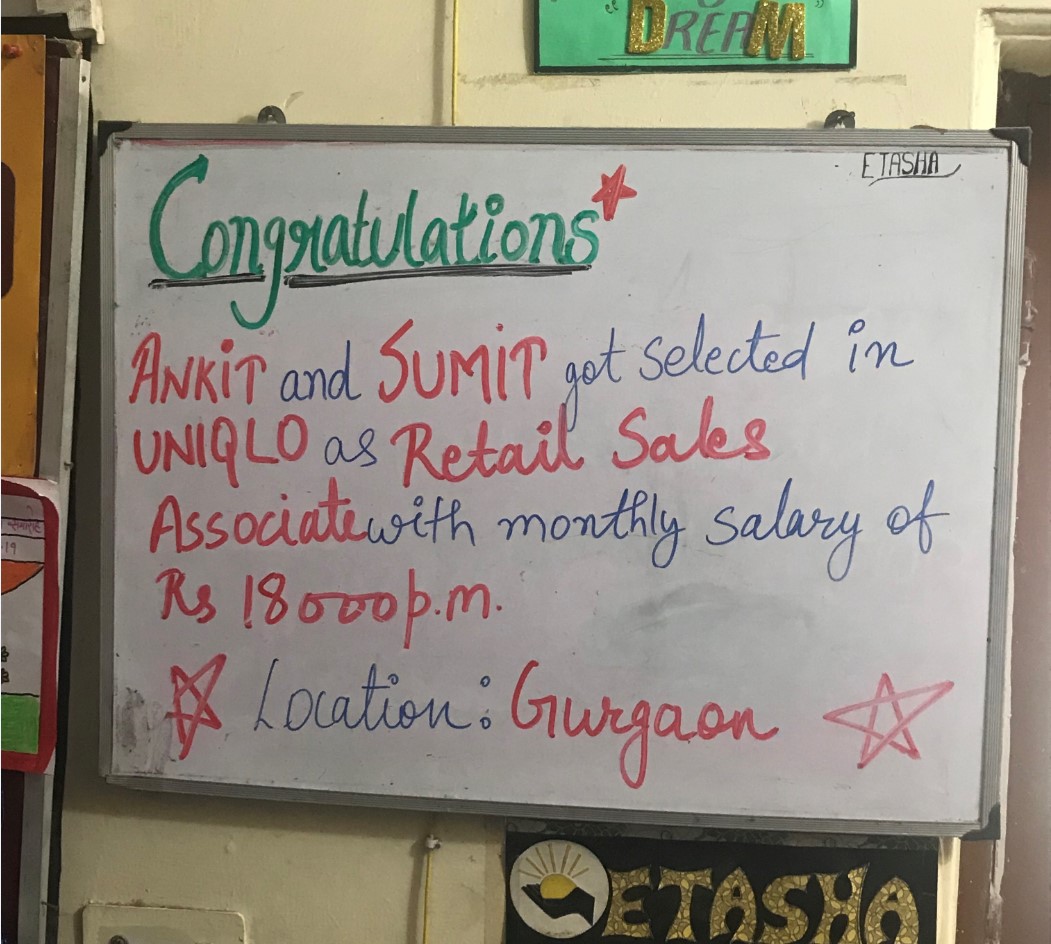 "DREAM"
ETASHA
Congratulations
ANKIT and SUMIT got selected in
UNIQLO as Retail Sales
Associate with monthly salary of
Rs 18000 p.m.
Location: Gurgaon
19
ETASHA